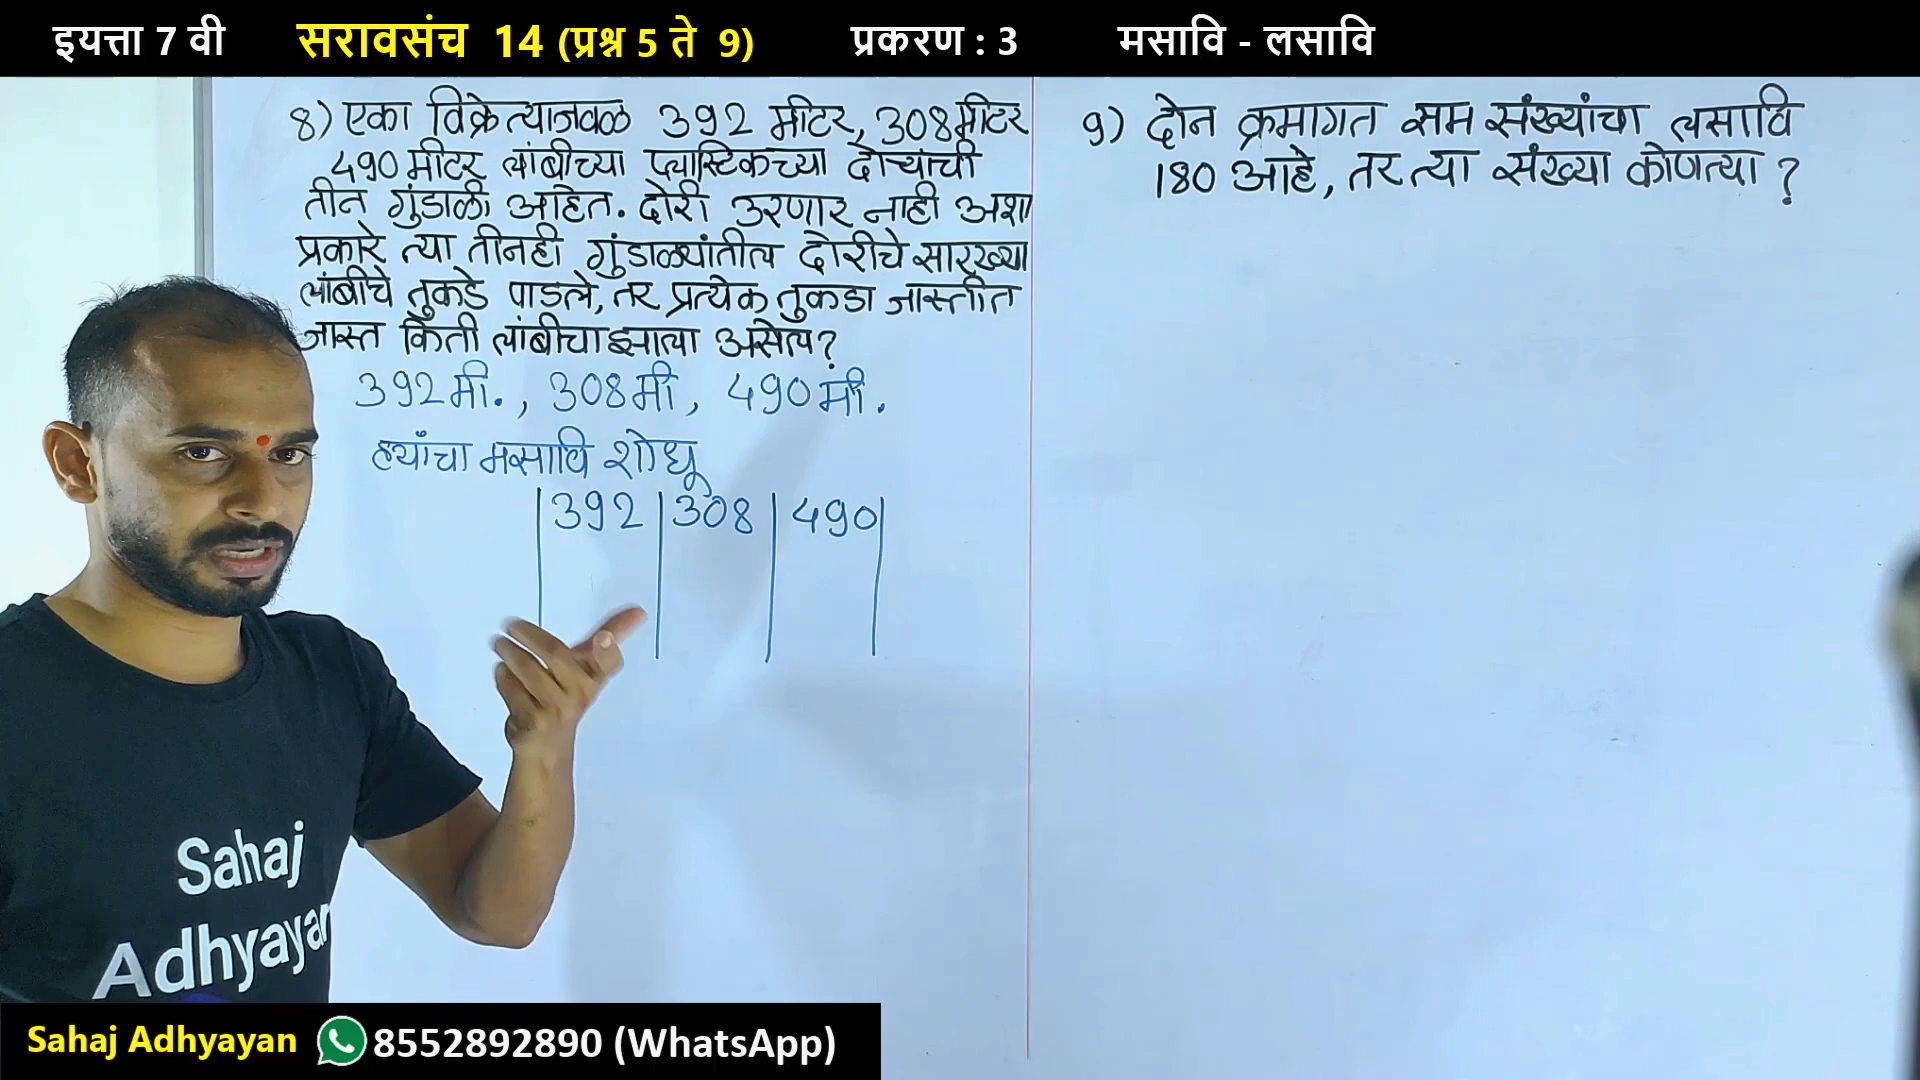 इयत्ता 7 वी सरावसंच 14 (प्रश्न 5 ते 9) प्रकरण : 3 मसावि - लसावि
8) एका विक्रेत्याजवळ 392 मीटर, 308 मीटर
490 मीटर लांबीच्या प्लास्टिकच्या दोऱ्यांची
तीन गुंडाळी आहेत. दोरी उरणार नाही अशा
प्रकारे त्या तीनही गुंडाळ्यांतील दोरीचे सारख्या
लांबीचे तुकडे पाडले, तर प्रत्येक तुकडा जास्तीत
जास्त किती लांबीचा झाला असेल?
392 मी., 308 मी, 490 मी.
ह्यांचा मसावि शोधू
392 308 490
9) दोन क्रमागत सम संख्यांचा लसावि
180 आहे, तर त्या संख्या कोणत्या ?
Sahaj
Adhyayan
Sahaj Adhyayan 8552892890 (WhatsApp)